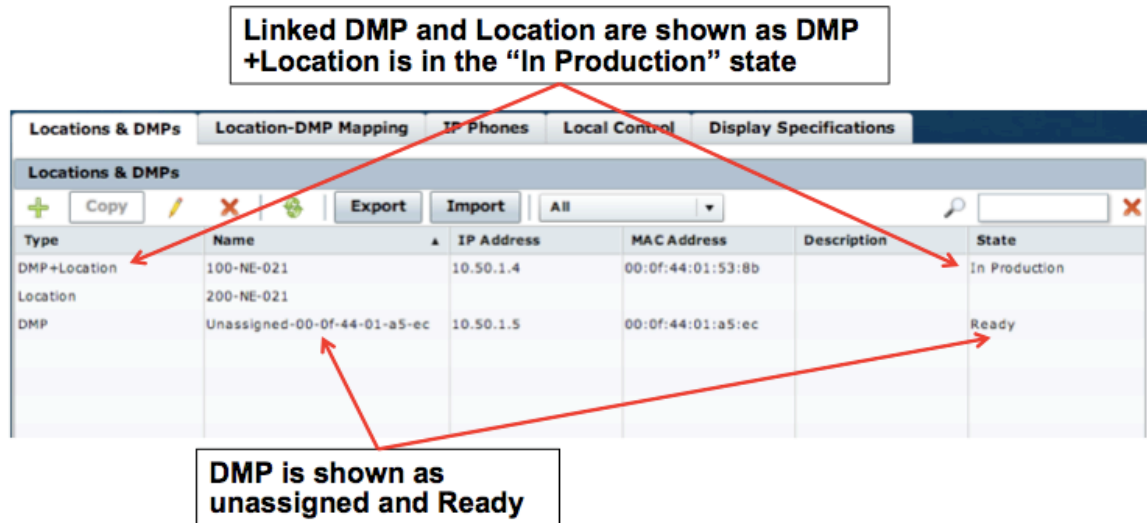 Linked DMP and Location are shown as DMP
+Location is in the “In Production” state
Locations & DMPs Location-DMP Mapping IP Phones Local Control Display Specifications
Locations & DMPs
Copy Export Import All
Type Name IP Address MAC Address Description State
DMP+Location 100-NE-021 10.50.1.4 00:0f:44:01:53:8b In Production
Location 200-NE-021
DMP Unassigned-00-0f-44-01-a5-ec 10.50.1.5 00:0f:44:01:a5:ec Ready
DMP is shown as
unassigned and Ready